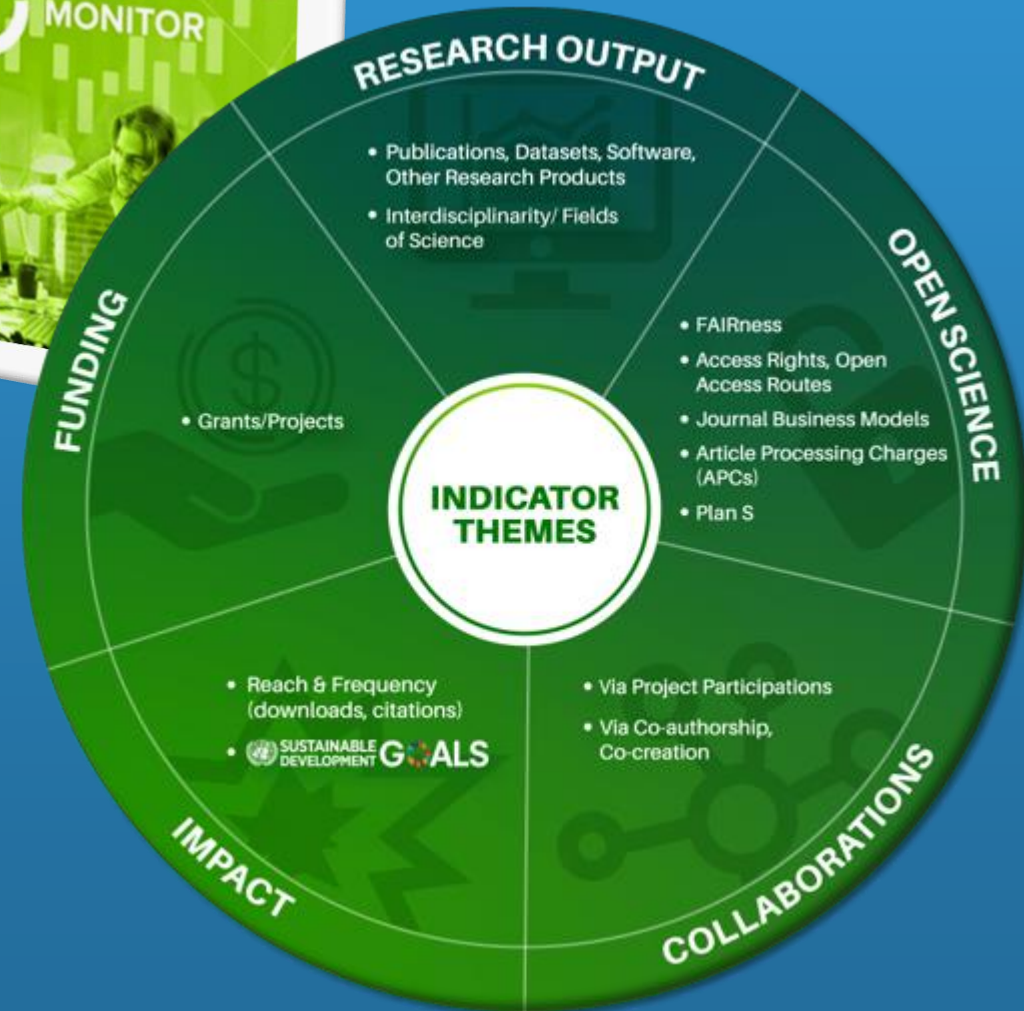 MONITOR
RESEARCH OUTPUT
• Publications, Datasets, Software,
Other Research Products
• Interdisciplinarity/ Fields
of Science
OPEN SCIENCE
• FAIRness
• Access Rights, Open
Access Routes
• Journal Business Models
• Article Processing Charges
(APCs)
• Plan S
COLLABORATIONS
• Via Project Participations
• Via Co-authorship,
Co-creation
IMPACT
• Reach & Frequency
(downloads, citations)
• SUSTAINABLE
DEVELOPMENT GOALS
FUNDING
• Grants/Projects
INDICATOR
THEMES